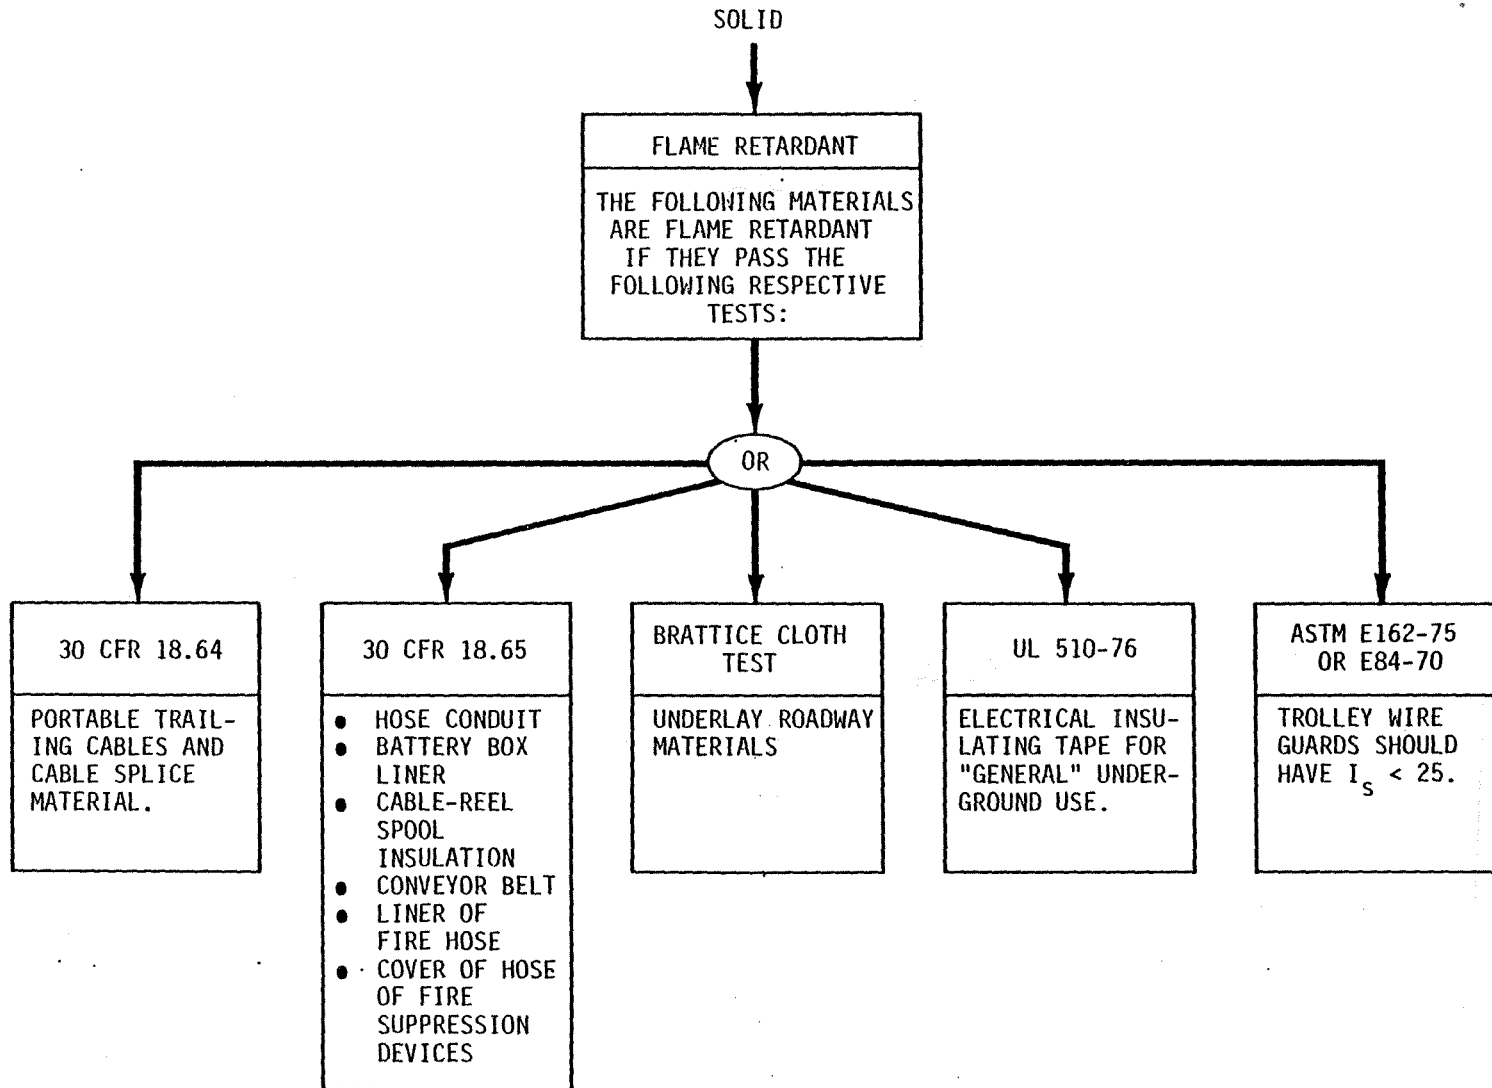 SOLID
FLAME RETARDANT
THE FOLLOWING MATERIALS
ARE FLAME RETARDANT
IF THEY PASS THE
FOLLOWING RESPECTIVE
TESTS:
OR
30 CFR 18.64
PORTABLE TRAIL-
ING CABLES AND
CABLE SPLICE
MATERIAL.
30 CFR 18.65
● HOSE CONDUIT
● BATTERY BOX
LINER
● CABLE-REEL
SPOOL
INSULATION
● CONVEYOR BELT
● LINER OF
FIRE HOSE
● COVER OF HOSE
OF FIRE
SUPPRESSION
DEVICES
BRATTICE CLOTH
TEST
UNDERLAY ROADWAY
MATERIALS
UL 510-76
ELECTRICAL INSU-
LATING TAPE FOR
"GENERAL" UNDER-
GROUND USE.
ASTM E162-75
OR E84-70
TROLLEY WIRE
GUARDS SHOULD
HAVE I_s < 25.